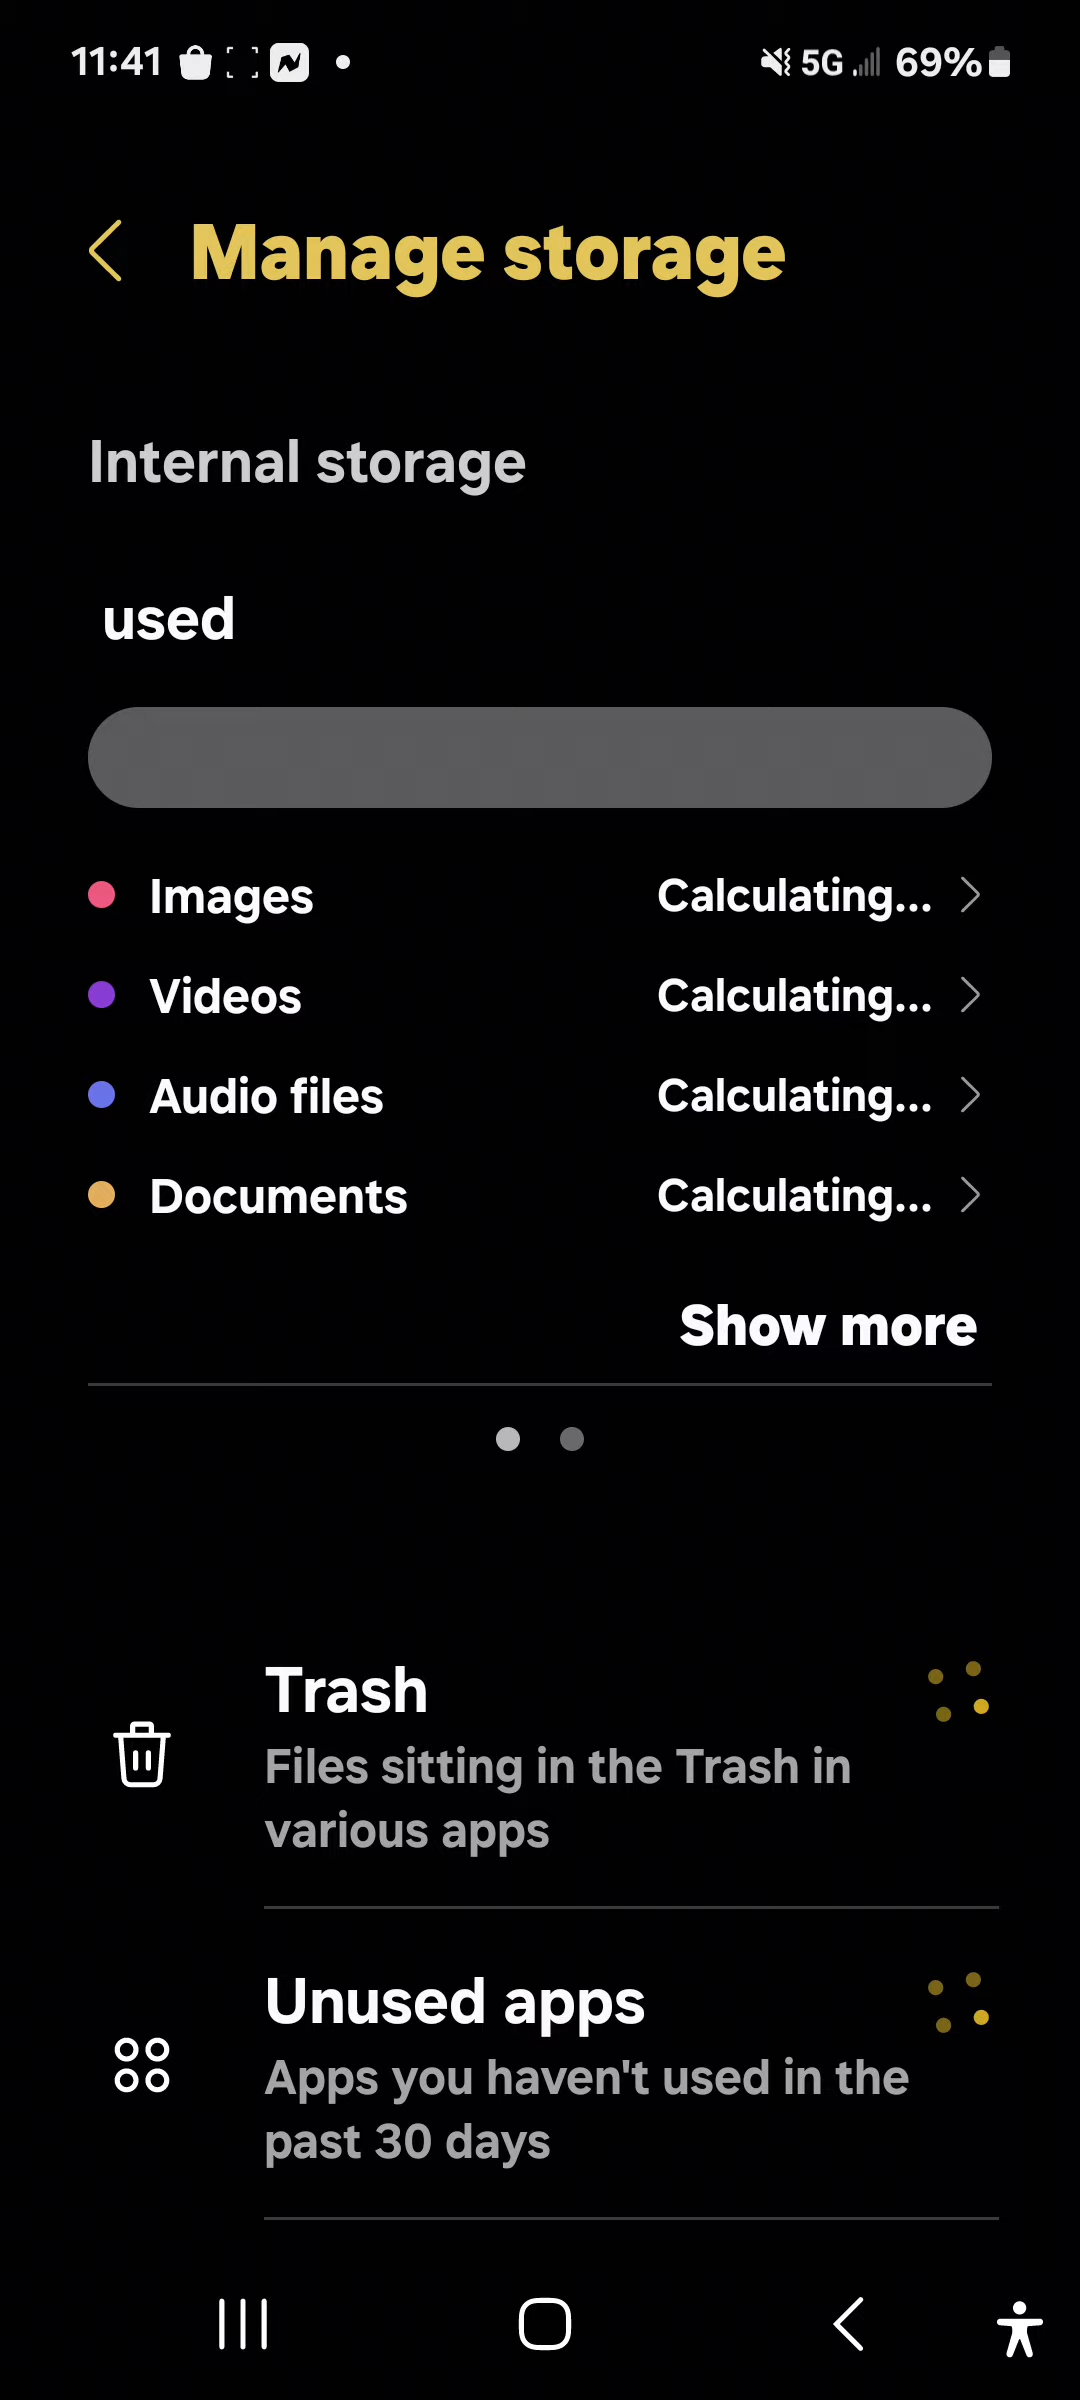 11:41 5G 69%
Manage storage
Internal storage
used
Images Calculating...
Videos Calculating...
Audio files Calculating...
Documents Calculating...
Show more
Trash
Files sitting in the Trash in
various apps
Unused apps
Apps you haven't used in the
past 30 days